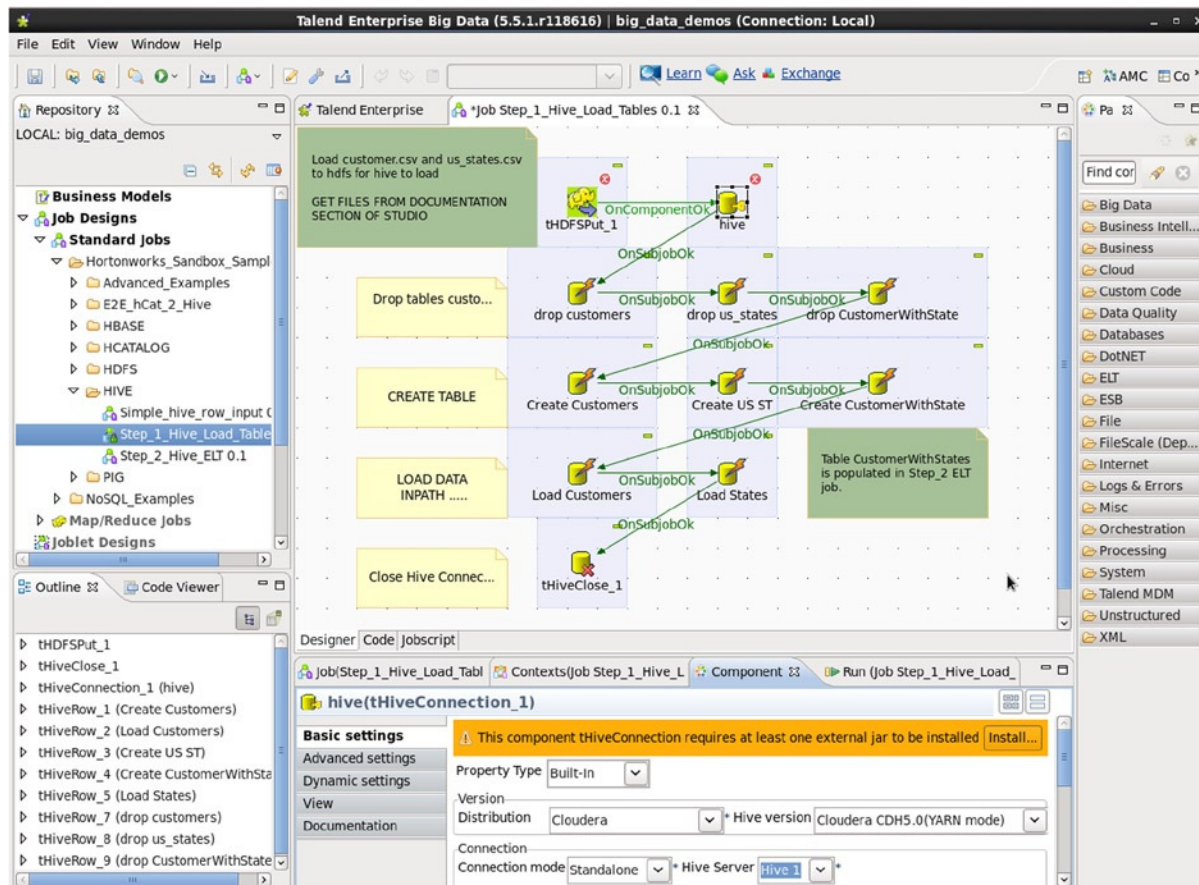 Talend Enterprise Big Data (5.5.1.r118616) | big_data_demos (Connection: Local)
File Edit View Window Help
Learn Ask Exchange
AMC Co
Repository
LOCAL: big_data_demos
Business Models
Job Designs
Standard Jobs
Hortonworks_Sandbox_Sampl
Advanced_Examples
E2E_hCat_2_Hive
HBASE
HCATALOG
HDFS
HIVE
Simple_hive_row_input (
Step_1_Hive_Load_Table
Step_2_Hive_ELT 0.1
PIG
NoSQL_Examples
Map/Reduce Jobs
Joblet Designs
Outline Code Viewer
tHDFSPut_1
tHiveClose_1
tHiveConnection_1 (hive)
tHiveRow_1 (Create Customers)
tHiveRow_2 (Load Customers)
tHiveRow_3 (Create US ST)
tHiveRow_4 (Create CustomerWithSta
tHiveRow_5 (Load States)
tHiveRow_7 (drop customers)
tHiveRow_8 (drop us_states)
tHiveRow_9 (drop CustomerWithState
Talend Enterprise *Job Step_1_Hive_Load_Tables 0.1
Load customer.csv and us_states.csv
to hdfs for hive to load
GET FILES FROM DOCUMENTATION
SECTION OF STUDIO
OnComponentOk
tHDFSPut_1 hive
OnSubjobOk
Drop tables custo...
OnSubjobOk OnSubjobOk
drop customers drop us_states drop CustomerWithState
OnSubjobOk
CREATE TABLE
OnSubjobOk OnSubjobOk
Create Customers Create US ST Create CustomerWithState
OnSubjobOk
LOAD DATA
INPATH .....
OnSubjobOk
Load Customers Load States
Table CustomerWithStates
is populated in Step_2 ELT
job.
OnSubjobOk
Close Hive Connec...
tHiveClose_1
Designer Code Jobscript
Job(Step_1_Hive_Load_Tabl Contexts(Job Step_1_Hive_L Component Run (Job Step_1_Hive_Load_
hive(tHiveConnection_1)
Basic settings
Advanced settings
Dynamic settings
View
Documentation
This component tHiveConnection requires at least one external jar to be installed Install...
Property Type Built-In
Version
Distribution Cloudera * Hive version Cloudera CDH5.0(YARN mode)
Connection
Connection mode Standalone * Hive Server Hive 1 *
Pa
Find cor
Big Data
Business Intell...
Business
Cloud
Custom Code
Data Quality
Databases
DotNET
ELT
ESB
File
FileScale (Dep...
Internet
Logs & Errors
Misc
Orchestration
Processing
System
Talend MDM
Unstructured
XML